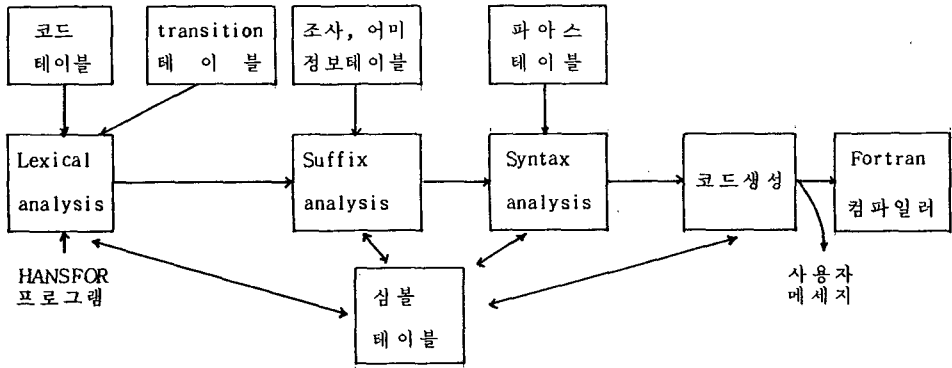 코드
테이블
transition
테 이 블
조사, 어미
정보테이블
파아스
테이블
Lexical
analysis
Suffix
analysis
Syntax
analysis
코드생성
Fortran
컴파일러
HANSFOR
프로그램
심볼
테이블
사용자
메세지